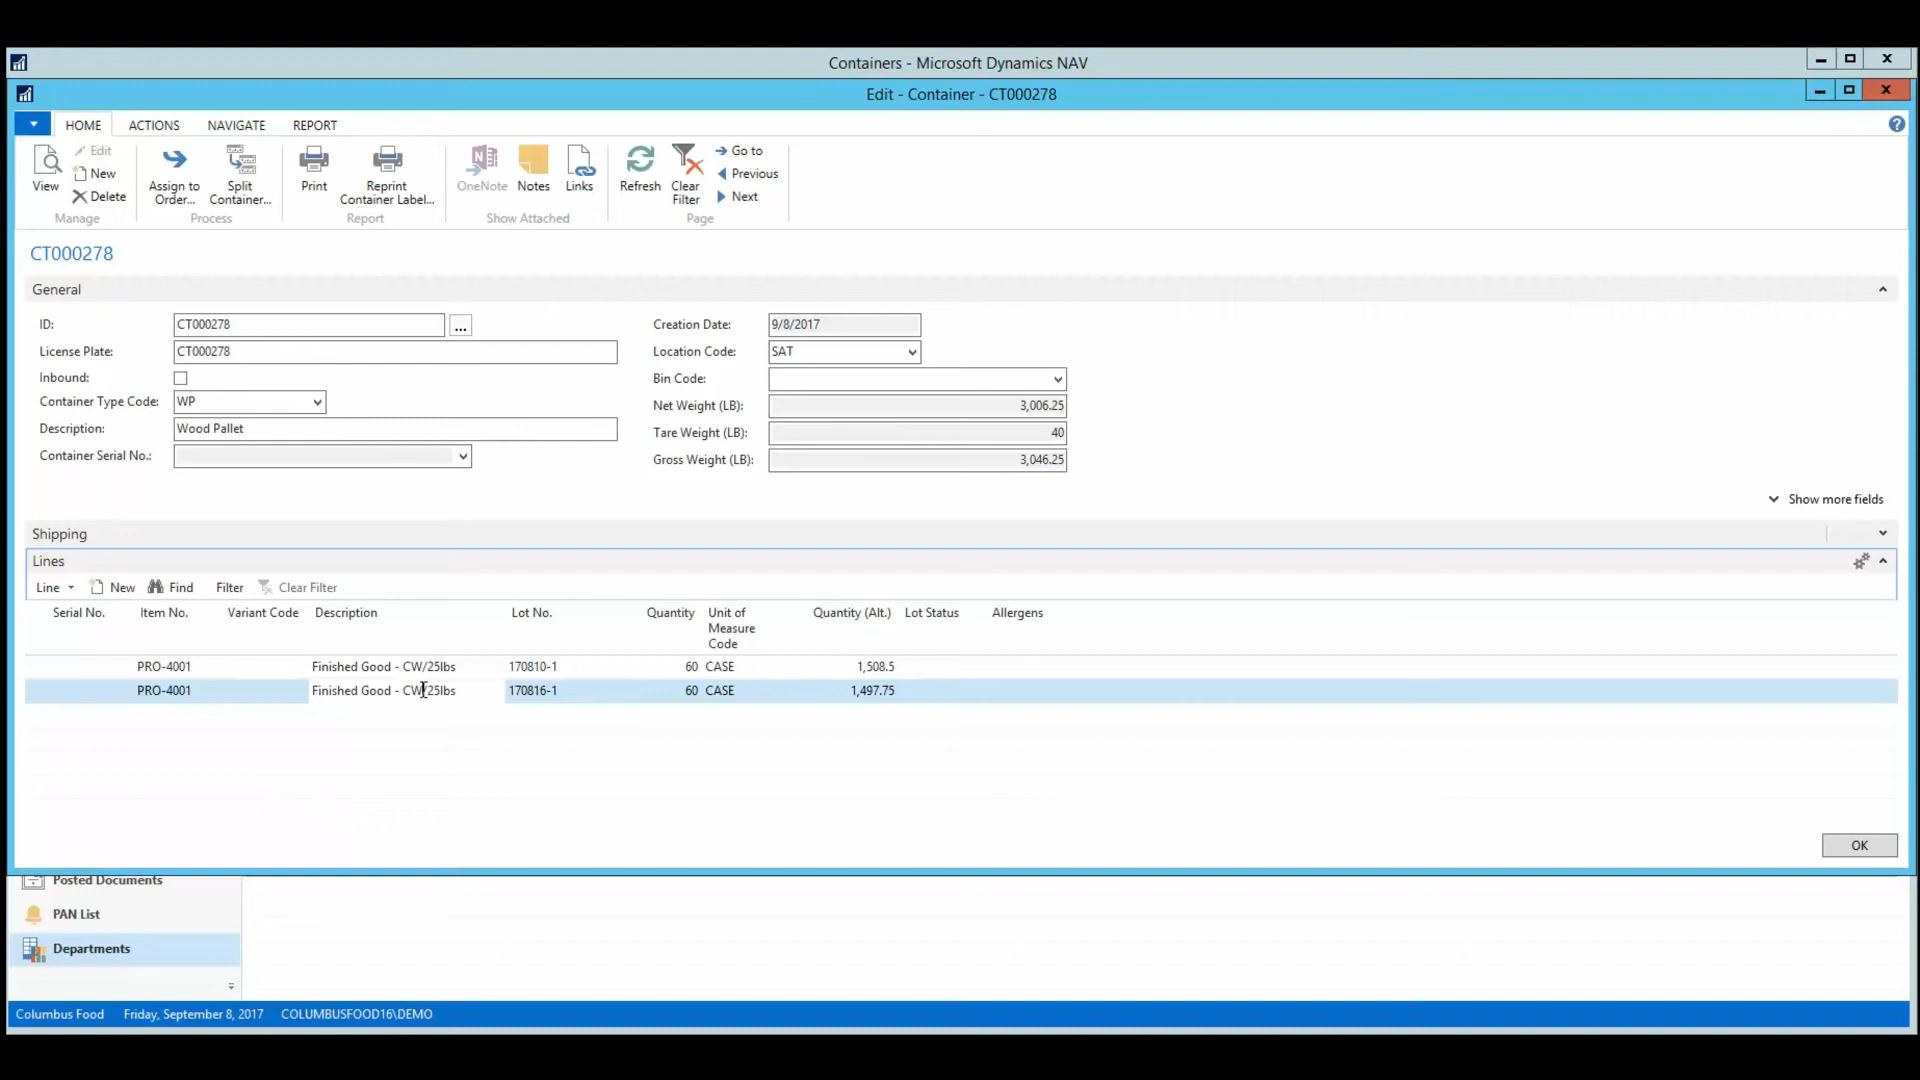 Containers - Microsoft Dynamics NAV
Edit - Container - CT000278
HOME ACTIONS NAVIGATE REPORT
View
Edit
New
Delete
Manage
Assign to Order...
Split Container...
Process
Print
Reprint Container Label...
Report
OneNote
Notes
Links
Show Attached
Refresh
Clear Filter
Go to
Previous
Next
Page
CT000278
General
ID: CT000278 ...
License Plate: CT000278
Inbound:
Container Type Code: WP
Description: Wood Pallet
Container Serial No.:
Creation Date: 9/8/2017
Location Code: SAT
Bin Code:
Net Weight (LB): 3,006.25
Tare Weight (LB): 40
Gross Weight (LB): 3,046.25
Show more fields
Shipping
Lines
Line New Find Filter Clear Filter
Serial No. Item No. Variant Code Description Lot No. Quantity Unit of Measure Code Quantity (Alt.) Lot Status Allergens
PRO-4001 Finished Good - CW/25lbs 170810-1 60 CASE 1,508.5
PRO-4001 Finished Good - CW/25lbs 170816-1 60 CASE 1,497.75
OK
Posted Documents
PAN List
Departments
Columbus Food Friday, September 8, 2017 COLUMBUSFOOD16\DEMO